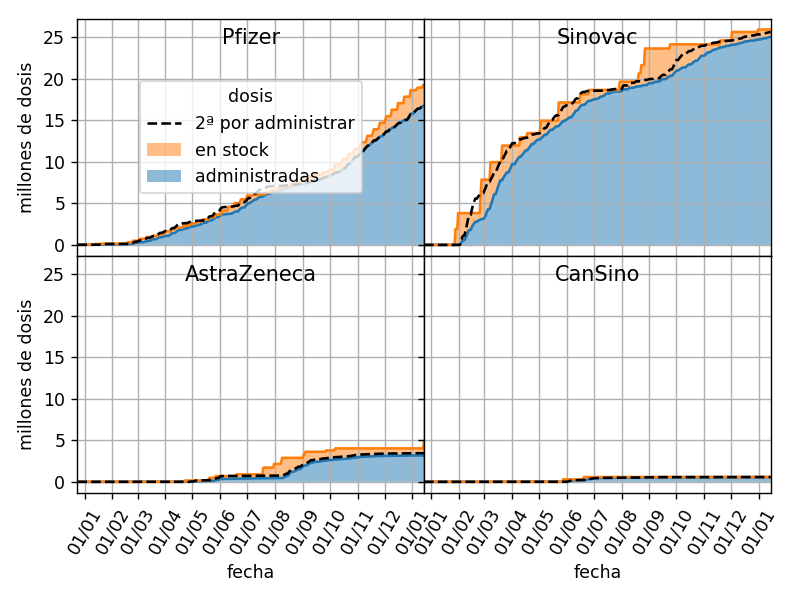 Pfizer
Sinovac
25
20
15
10
5
0
millones de dosis
dosis
2ª por administrar
en stock
administradas
AstraZeneca
CanSino
25
20
15
10
5
0
millones de dosis
01/01 01/02 01/03 01/04 01/05 01/06 01/07 01/08 01/09 01/10 01/11 01/12 01/01
01/01 01/02 01/03 01/04 01/05 01/06 01/07 01/08 01/09 01/10 01/11 01/12 01/01
fecha
fecha